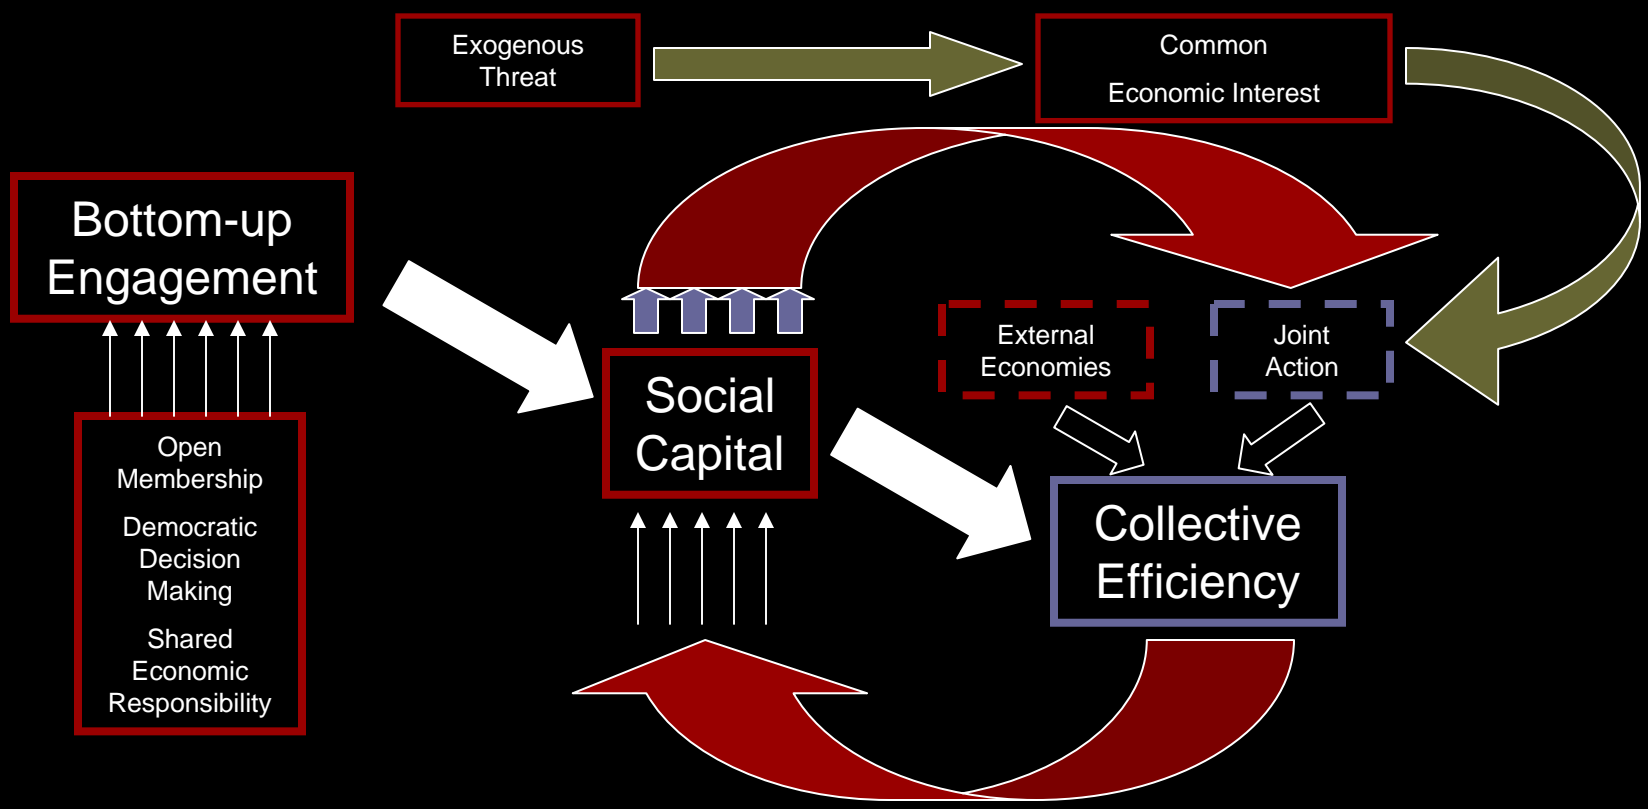 Exogenous
Threat
Common
Economic Interest
Bottom-up
Engagement
External
Economies
Joint
Action
Social
Capital
Open
Membership
Democratic
Decision
Making
Shared
Economic
Responsibility
Collective
Efficiency